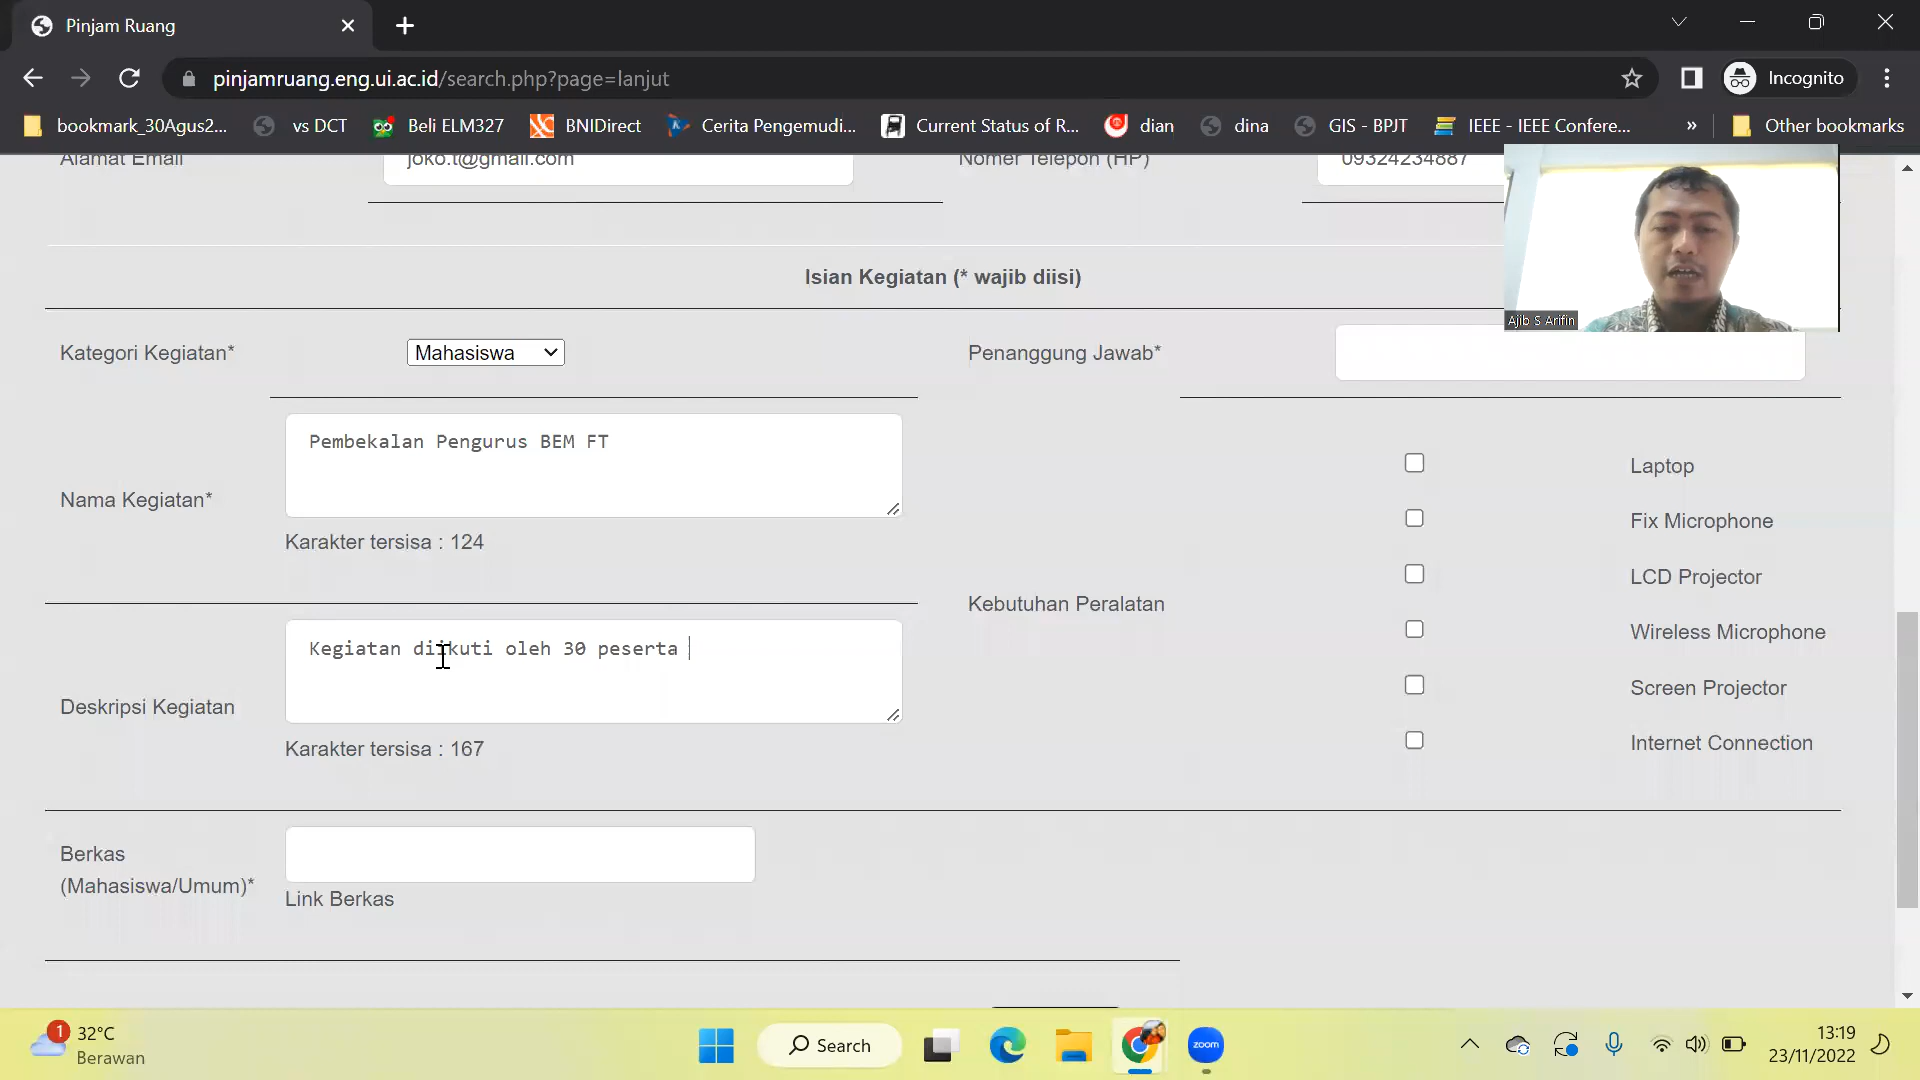 Pinjam Ruang
pinjamruang.eng.ui.ac.id/search.php?page=lanjut
Incognito
bookmark_30Agus2...
vs DCT
Beli ELM327
BNIDirect
Cerita Pengemudi...
Current Status of R...
dian
dina
GIS - BPJT
IEEE - IEEE Confere...
»
Other bookmarks
Alamat Email
joko.t@gmail.com
Nomer Telepon (HP)
09324234887
Ajib S Arifin
Isian Kegiatan (* wajib diisi)
Kategori Kegiatan*
Mahasiswa
Penanggung Jawab*
Nama Kegiatan*
Pembekalan Pengurus BEM FT
Karakter tersisa : 124
Deskripsi Kegiatan
Kegiatan diikuti oleh 30 peserta
Karakter tersisa : 167
Kebutuhan Peralatan
Laptop
Fix Microphone
LCD Projector
Wireless Microphone
Screen Projector
Internet Connection
Berkas
(Mahasiswa/Umum)*
Link Berkas
1
32°C
Berawan
Search
zoom
13:19
23/11/2022